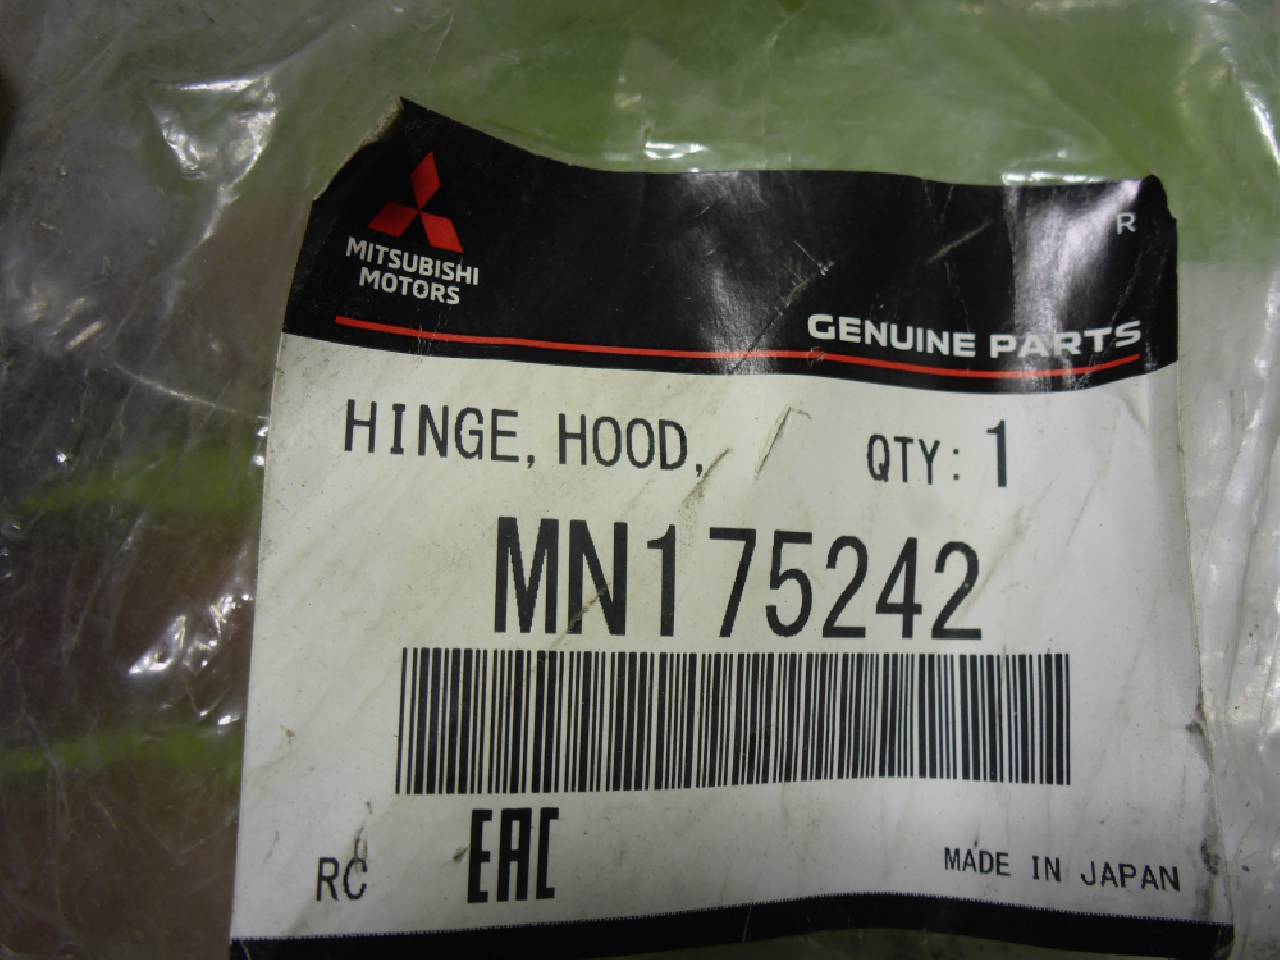 R
MITSUBISHI
MOTORS
GENUINE PARTS
HINGE, HOOD, QTY: 1
MN175242
RC EAC MADE IN JAPAN